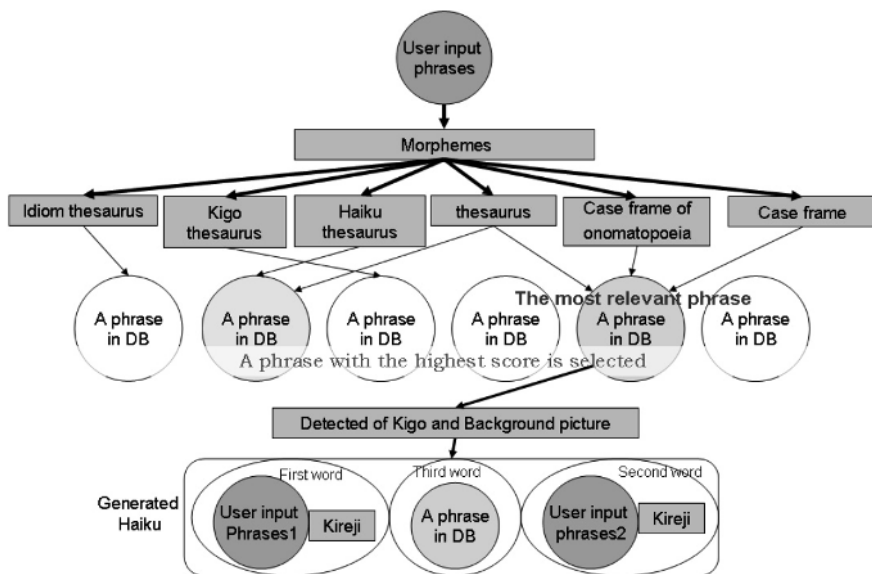 User input
phrases
Morphemes
Idiom thesaurus
Kigo
thesaurus
Haiku
thesaurus
thesaurus
Case frame of
onomatopoeia
Case frame
The most relevant phrase
A phrase
in DB
A phrase
in DB
A phrase
in DB
A phrase
in DB
A phrase
in DB
A phrase
in DB
A phrase with the highest score is selected
Detected of Kigo and Background picture
Generated
Haiku
First word
User input
Phrases1
Kireji
Third word
A phrase
in DB
Second word
User input
phrases2
Kireji